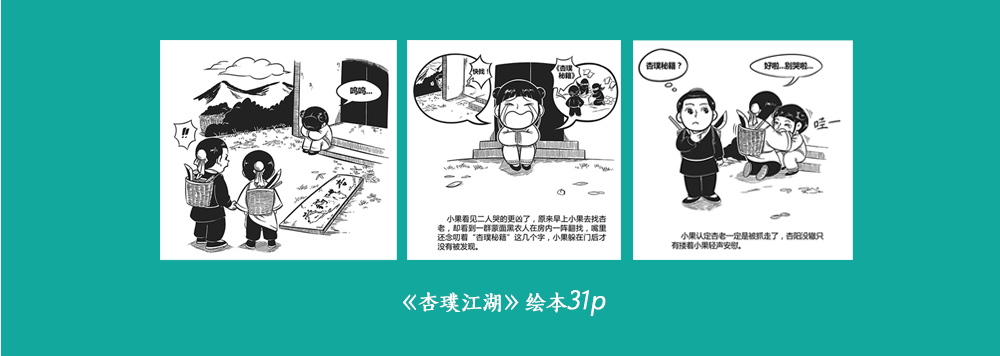 呜呜...
!!
快找！
《杏璞
秘籍》
小果看见二人哭的更凶了，原来早上小果去找杏
老，却看到一群蒙面黑衣人在房内一阵翻找，嘴里
还念叨着“杏璞秘籍”这几个字，小果躲在门后才
没有被发现。
杏璞秘籍？
好啦...别哭啦...
哇一
小果认定杏老一定是被抓走了，杏阳没辙只
有搂着小果轻声安慰。
《杏璞江湖》绘本31p